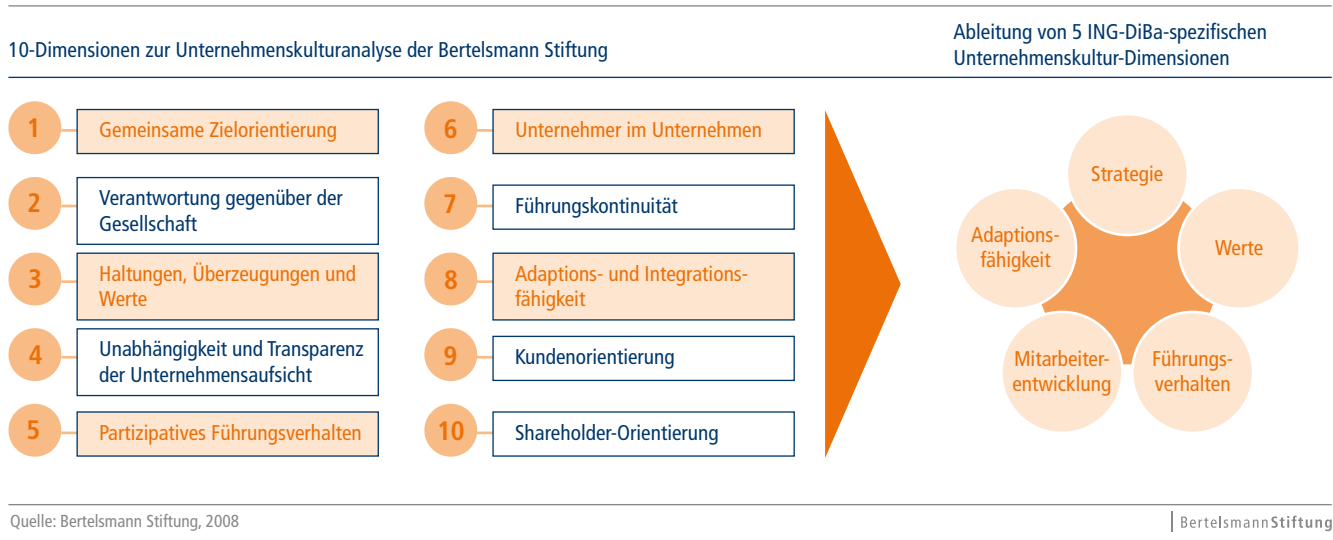 10-Dimensionen zur Unternehmenskulturanalyse der Bertelsmann Stiftung
Ableitung von 5 ING-DiBa-spezifischen
Unternehmenskultur-Dimensionen
1
Gemeinsame Zielorientierung
2
Verantwortung gegenüber der
Gesellschaft
3
Haltungen, Überzeugungen und
Werte
4
Unabhängigkeit und Transparenz
der Unternehmensaufsicht
5
Partizipatives Führungsverhalten
6
Unternehmer im Unternehmen
7
Führungskontinuität
8
Adaptions- und Integrations-
fähigkeit
9
Kundenorientierung
10
Shareholder-Orientierung
Strategie
Werte
Führungs-
verhalten
Mitarbeiter-
entwicklung
Adaptions-
fähigkeit
Quelle: Bertelsmann Stiftung, 2008
BertelsmannStiftung